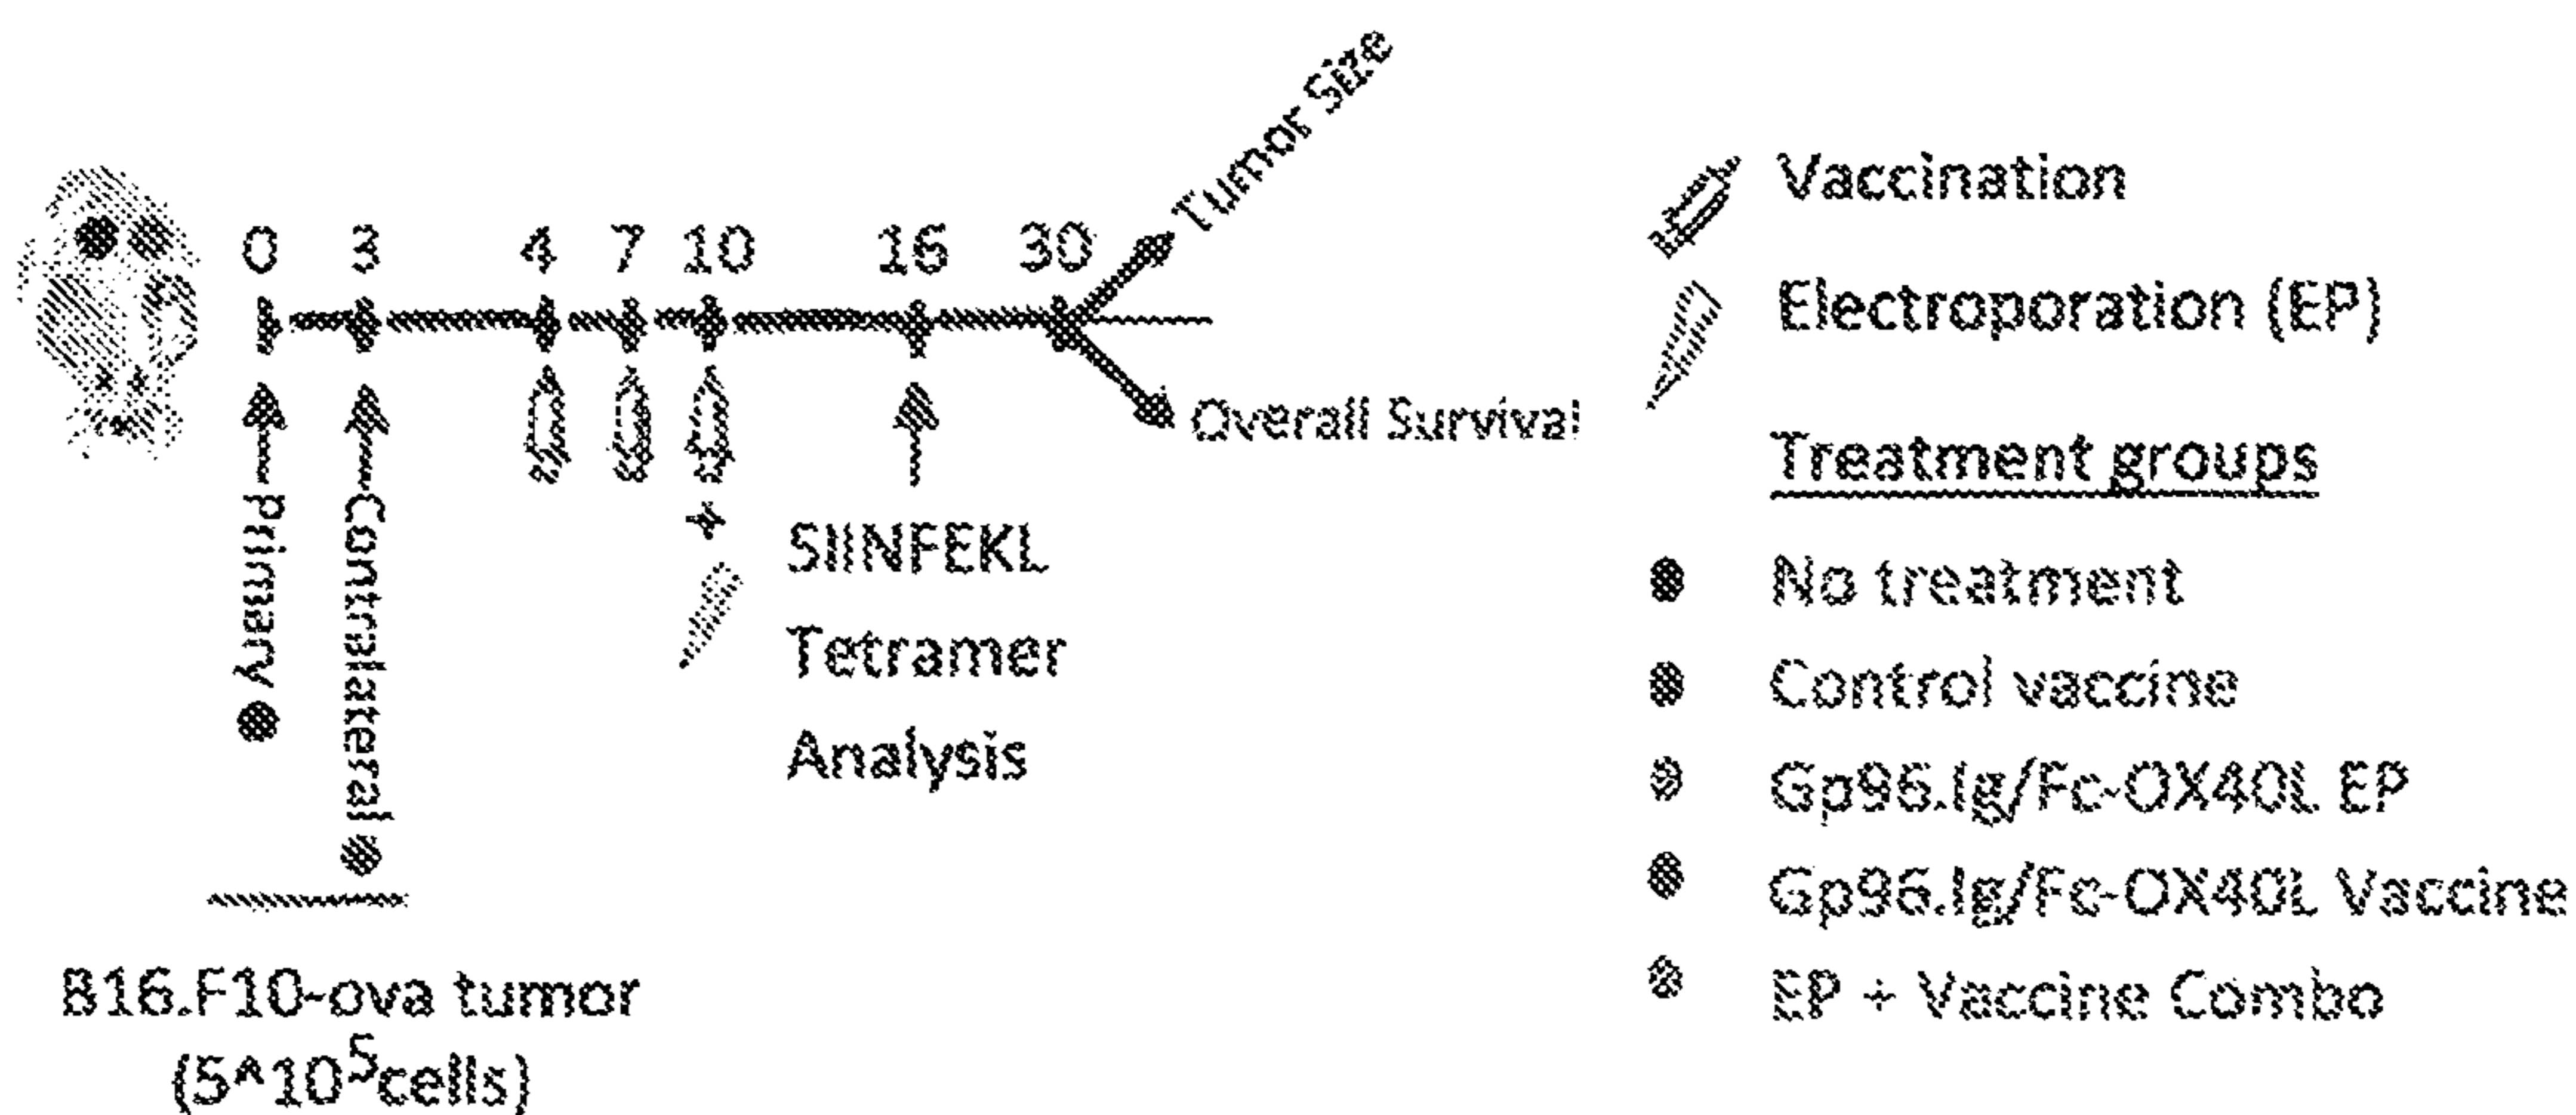 0 3 4 7 10 16 30
Tumor Size
Overall Survival
Primary
Contralateral
+
SIINFEKL
Tetramer
Analysis
B16.F10-ova tumor
(5^10^5 cells)
Vaccination
Electroporation (EP)
Treatment groups
No treatment
Control vaccine
Gp96.Ig/Fc-OX40L EP
Gp96.Ig/Fc-OX40L Vaccine
EP + Vaccine Combo